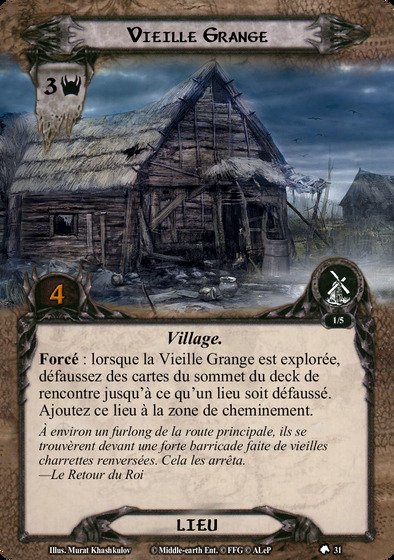 Vieille Grange
3
4
1/5
Village.
Forcé : lorsque la Vieille Grange est explorée,
défaussez des cartes du sommet du deck de
rencontre jusqu'à ce qu'un lieu soit défaussé.
Ajoutez ce lieu à la zone de cheminement.
À environ un furlong de la route principale, ils se
trouvèrent devant une forte barricade faite de vieilles
charrettes renversées. Cela les arrêta.
—Le Retour du Roi
LIEU
Illus. Murat Khashkulov ©Middle-earth Ent. © FFG © ALeP 31